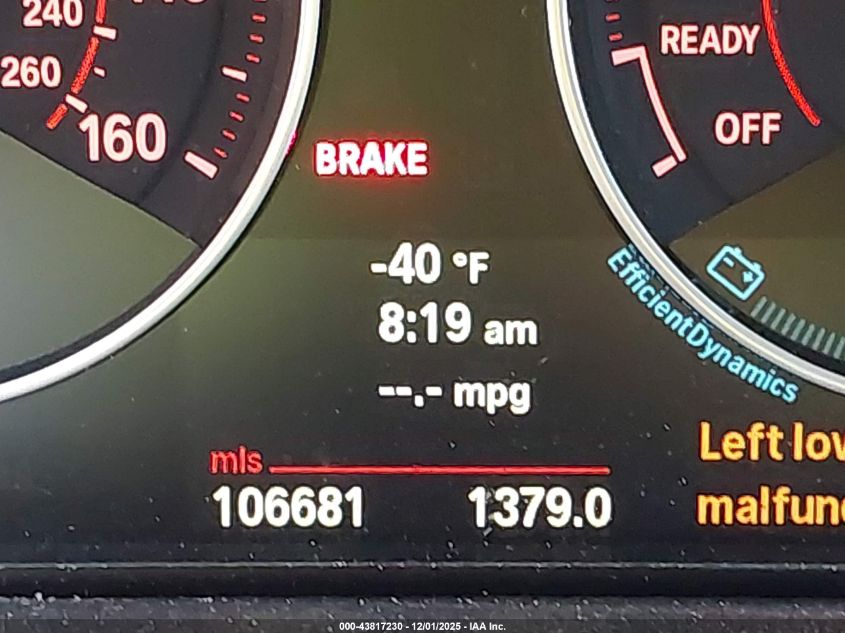 240
260
160
READY
OFF
BRAKE
-40 °F
8:19 am
--.- mpg
EfficientDynamics
mls
106681 1379.0
Left low
malfunc
000-43817230 - 12/01/2025 - IAA Inc.